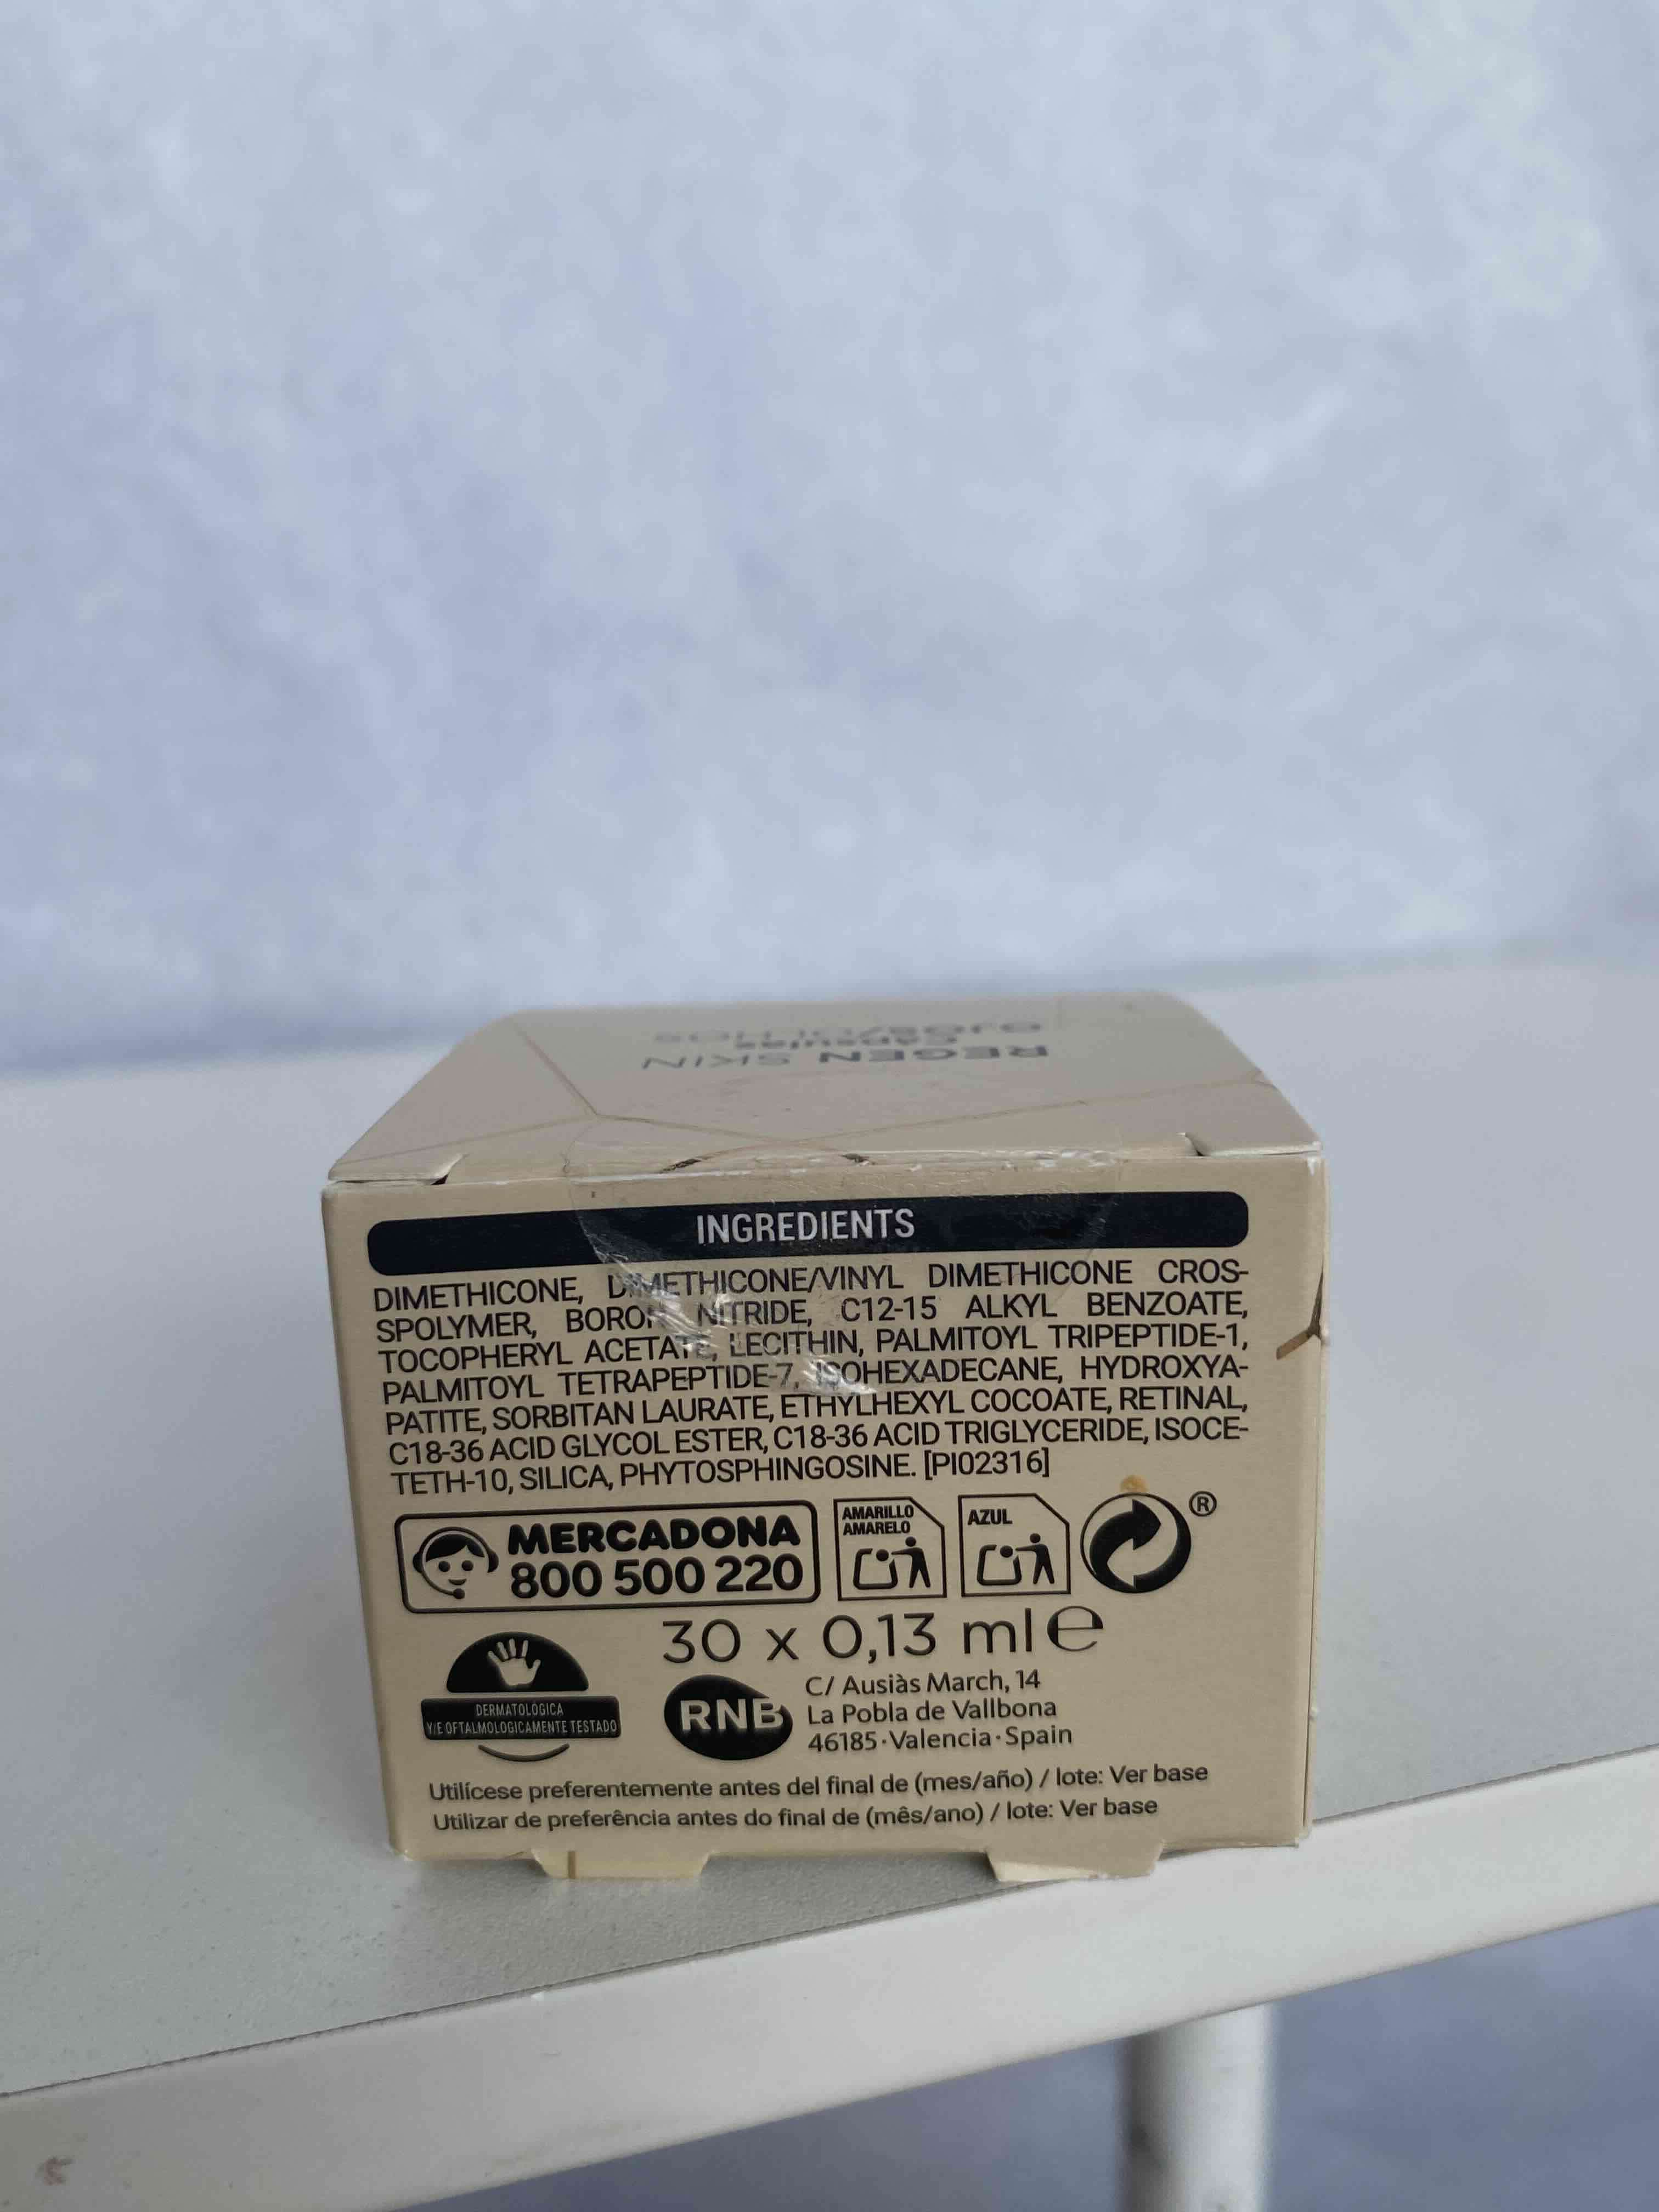 REGEN SKIN
Cápsulas
OJOS/OLHOS
INGREDIENTS
DIMETHICONE, DIMETHICONE/VINYL DIMETHICONE CROS-
SPOLYMER, BORON NITRIDE, C12-15 ALKYL BENZOATE,
TOCOPHERYL ACETATE, LECITHIN, PALMITOYL TRIPEPTIDE-1,
PALMITOYL TETRAPEPTIDE-7, ISOHEXADECANE, HYDROXYA-
PATITE, SORBITAN LAURATE, ETHYLHEXYL COCOATE, RETINAL,
C18-36 ACID GLYCOL ESTER, C18-36 ACID TRIGLYCERIDE, ISOCE-
TETH-10, SILICA, PHYTOSPHINGOSINE. [PI02316]
MERCADONA
800 500 220
AMARILLO
AMARELO
AZUL
®
30 x 0,13 ml e
DERMATOLÓGICA
Y/E OFTALMOLOGICAMENTE TESTADO
RNB
C/ Ausiàs March, 14
La Pobla de Vallbona
46185·Valencia·Spain
Utilícese preferentemente antes del final de (mes/año) / lote: Ver base
Utilizar de preferência antes do final de (mês/ano) / lote: Ver base